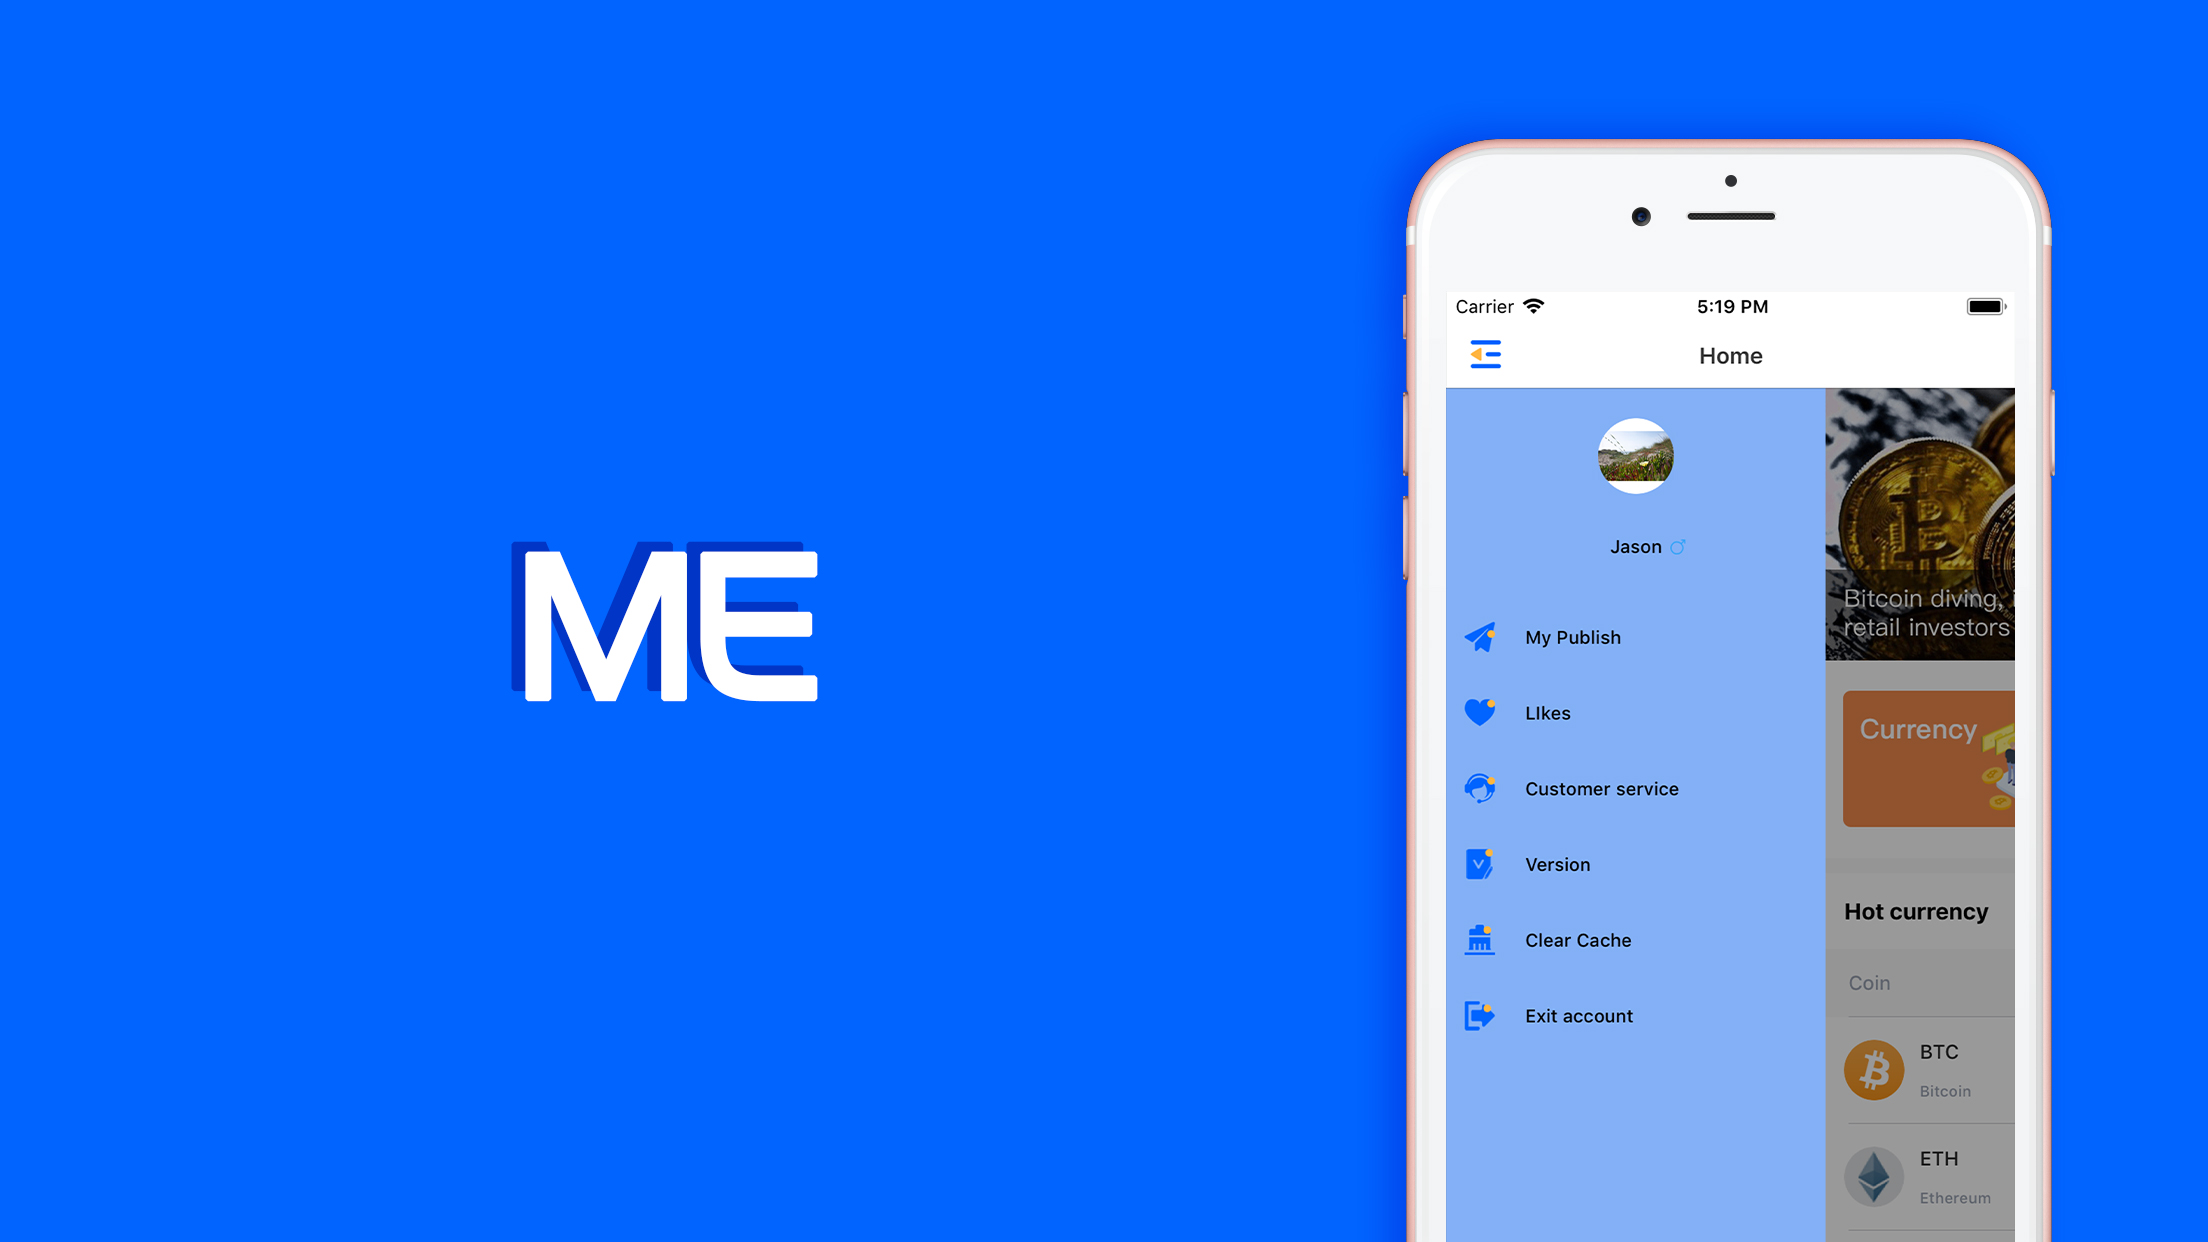 ME
Carrier
5:19 PM
Home
Jason
My Publish
LIkes
Customer service
Version
Clear Cache
Exit account
Bitcoin diving,
retail investors
Currency
Hot currency
Coin
BTC
Bitcoin
ETH
Ethereum